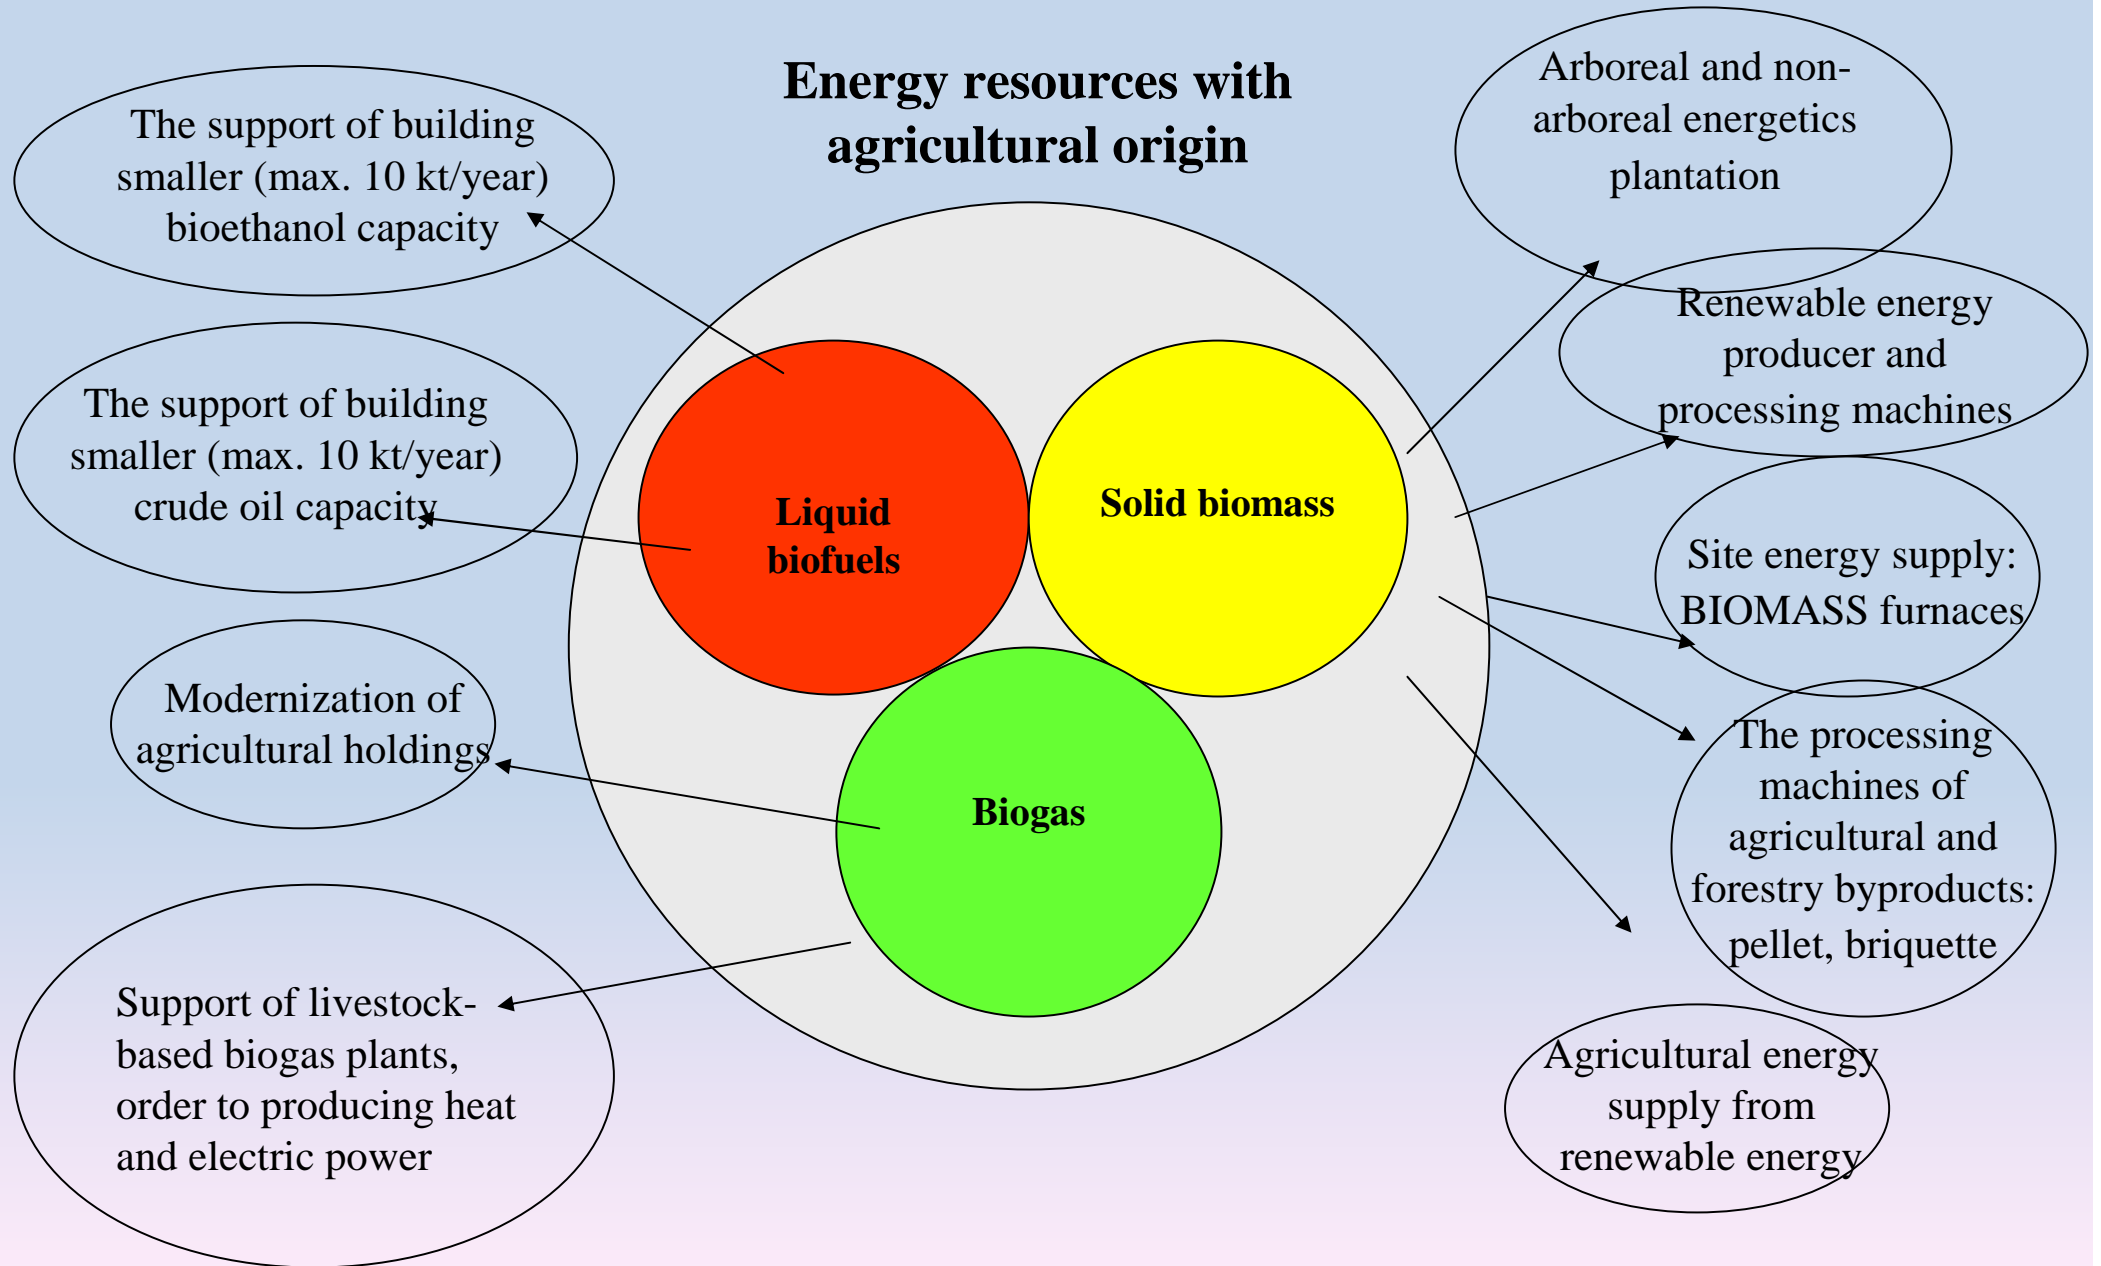 Energy resources with
agricultural origin
The support of building
smaller (max. 10 kt/year)
bioethanol capacity
The support of building
smaller (max. 10 kt/year)
crude oil capacity
Modernization of
agricultural holdings
Support of livestock-
based biogas plants,
order to producing heat
and electric power
Liquid
biofuels
Solid biomass
Biogas
Arboreal and non-
arboreal energetics
plantation
Renewable energy
producer and
processing machines
Site energy supply:
BIOMASS furnaces
The processing
machines of
agricultural and
forestry byproducts:
pellet, briquette
Agricultural energy
supply from
renewable energy